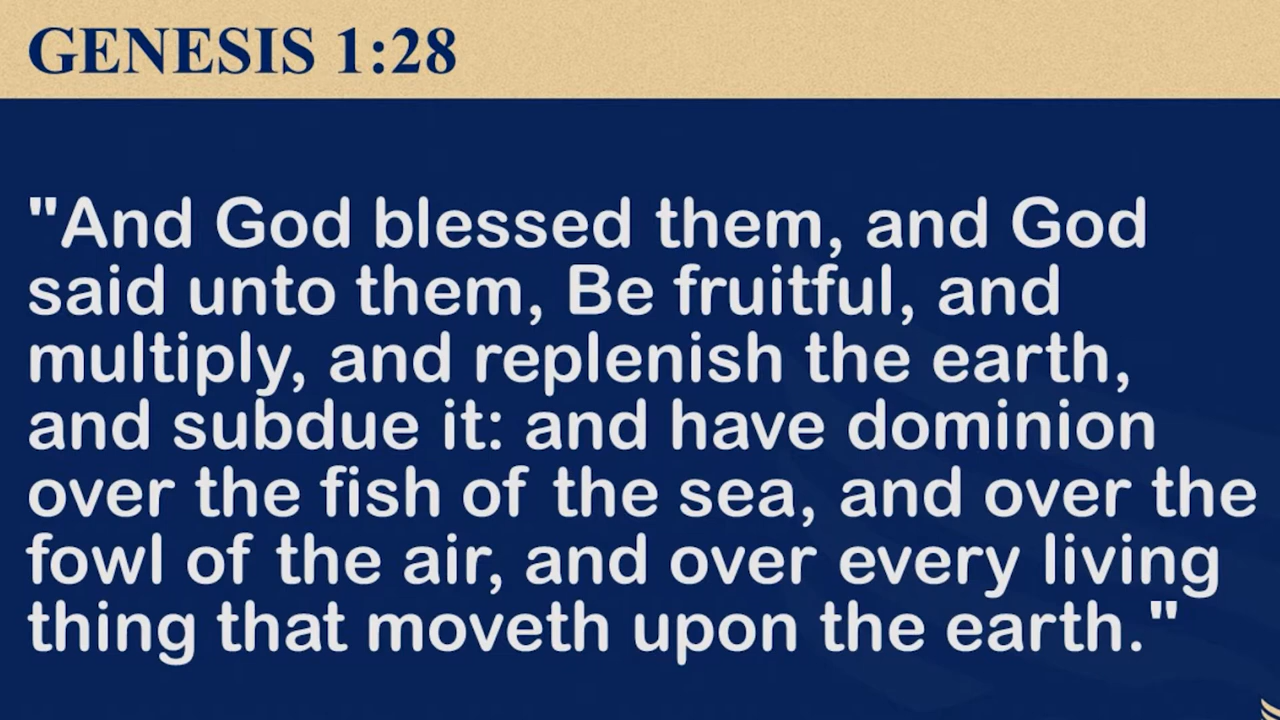 GENESIS 1:28
"And God blessed them, and God
said unto them, Be fruitful, and
multiply, and replenish the earth,
and subdue it: and have dominion
over the fish of the sea, and over the
fowl of the air, and over every living
thing that moveth upon the earth."